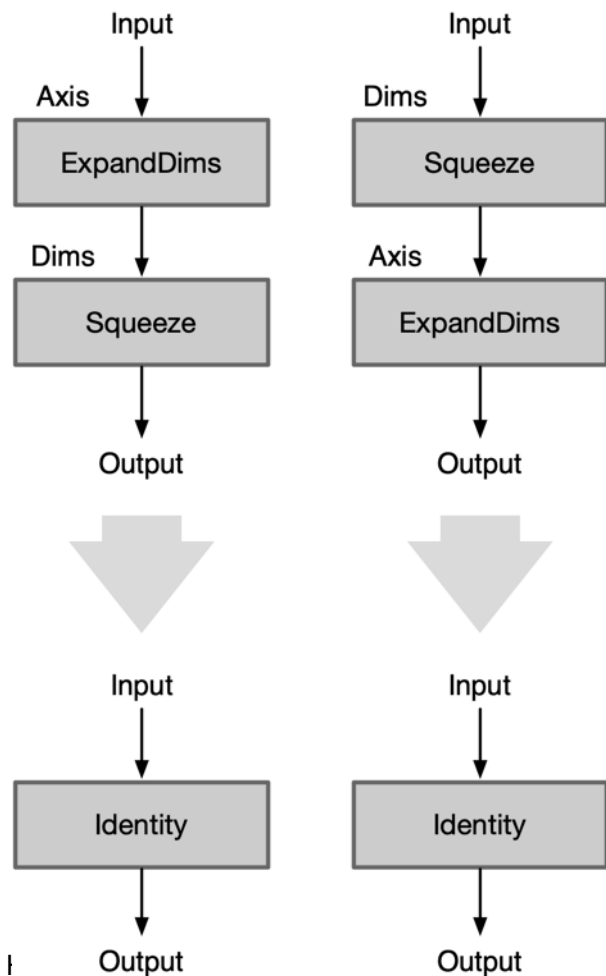 Input
Axis
ExpandDims
Dims
Squeeze
Output
Input
Dims
Squeeze
Axis
ExpandDims
Output
Input
Identity
Output
Input
Identity
Output